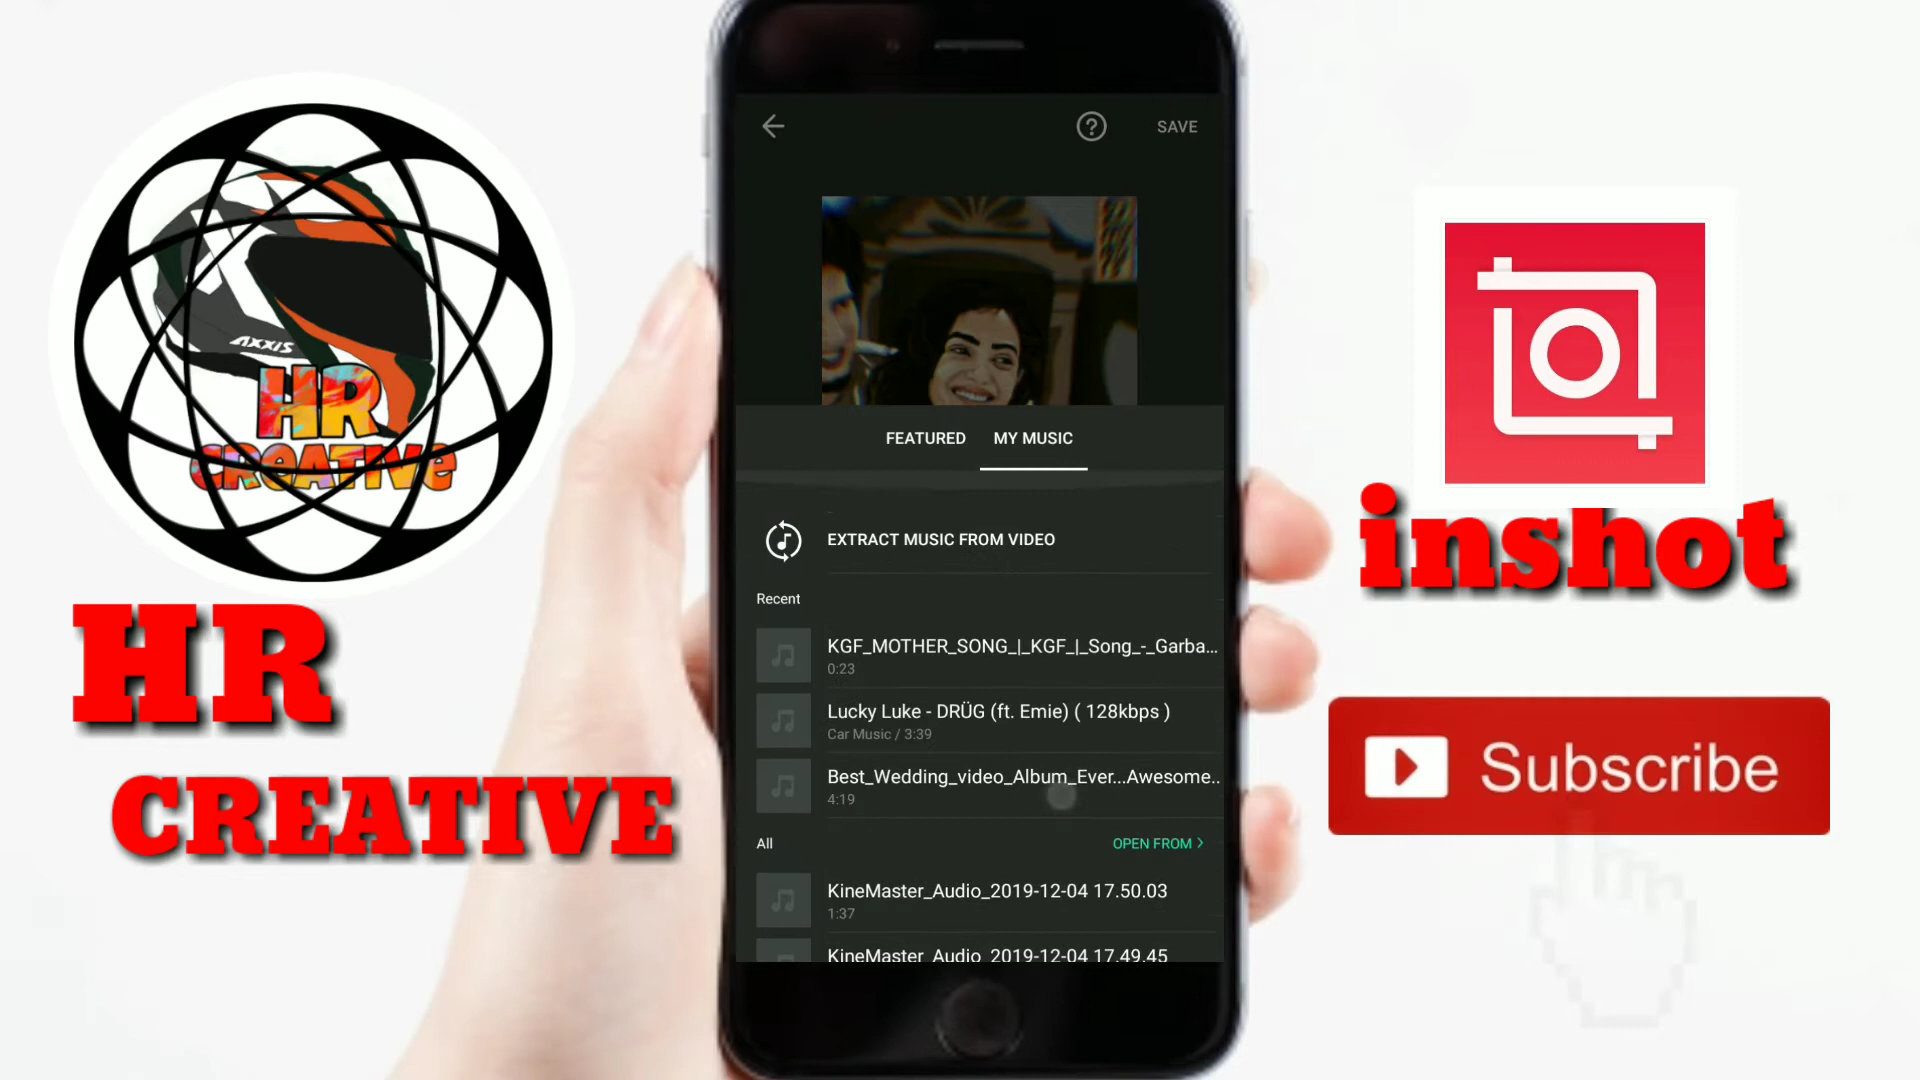 AXXIS
HR
CREATIVE
HR
CREATIVE
SAVE
FEATURED MY MUSIC
EXTRACT MUSIC FROM VIDEO
Recent
KGF_MOTHER_SONG_|_KGF_|_Song_-_Garba...
0:23
Lucky Luke - DRÜG (ft. Emie) ( 128kbps )
Car Music / 3:39
Best_Wedding_video_Album_Ever...Awesome..
4:19
All OPEN FROM >
KineMaster_Audio_2019-12-04 17.50.03
1:37
KineMaster_Audio_2019-12-04 17.49.45
inshot
Subscribe